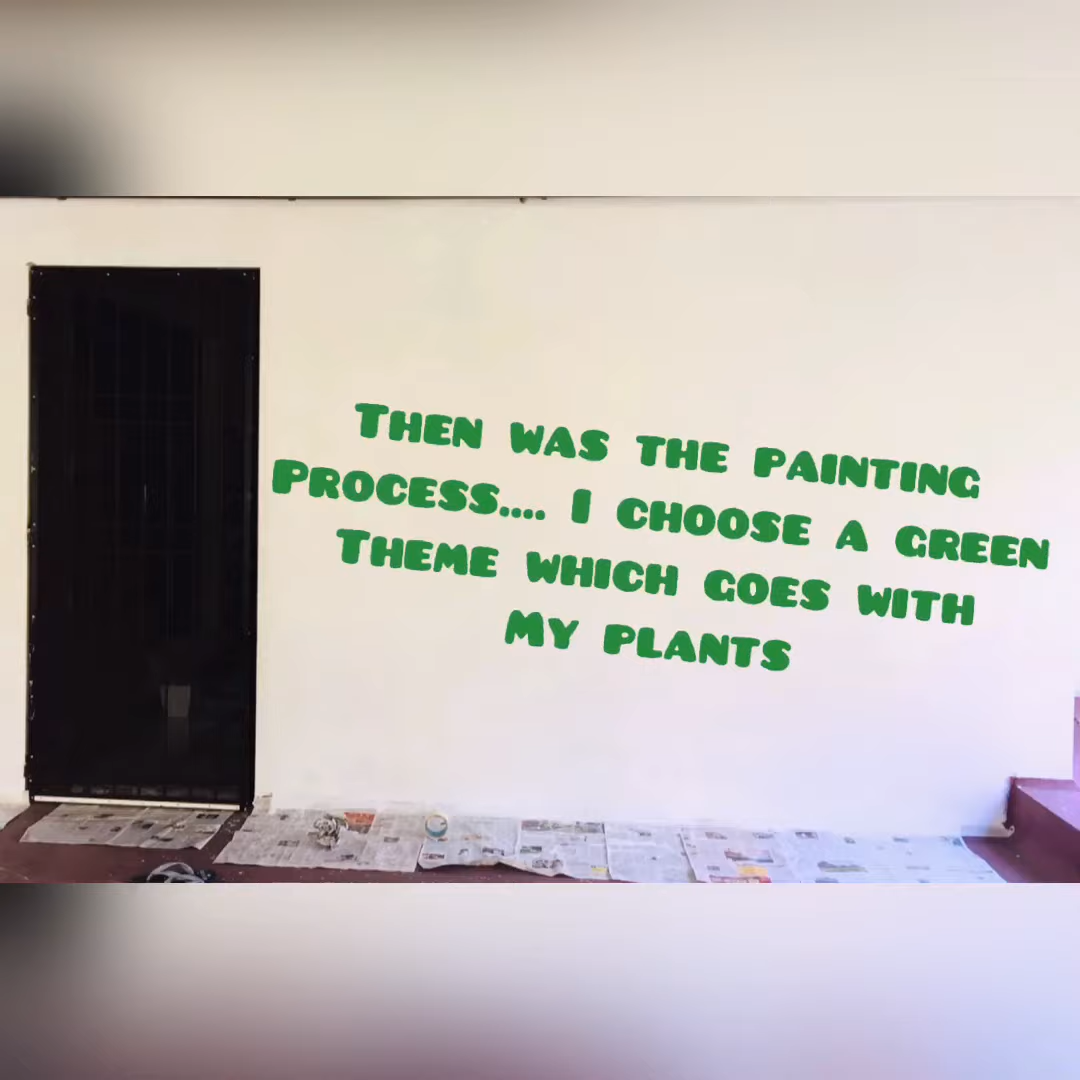 Then was the painting
Process.... I choose a green
Theme which goes with
My plants